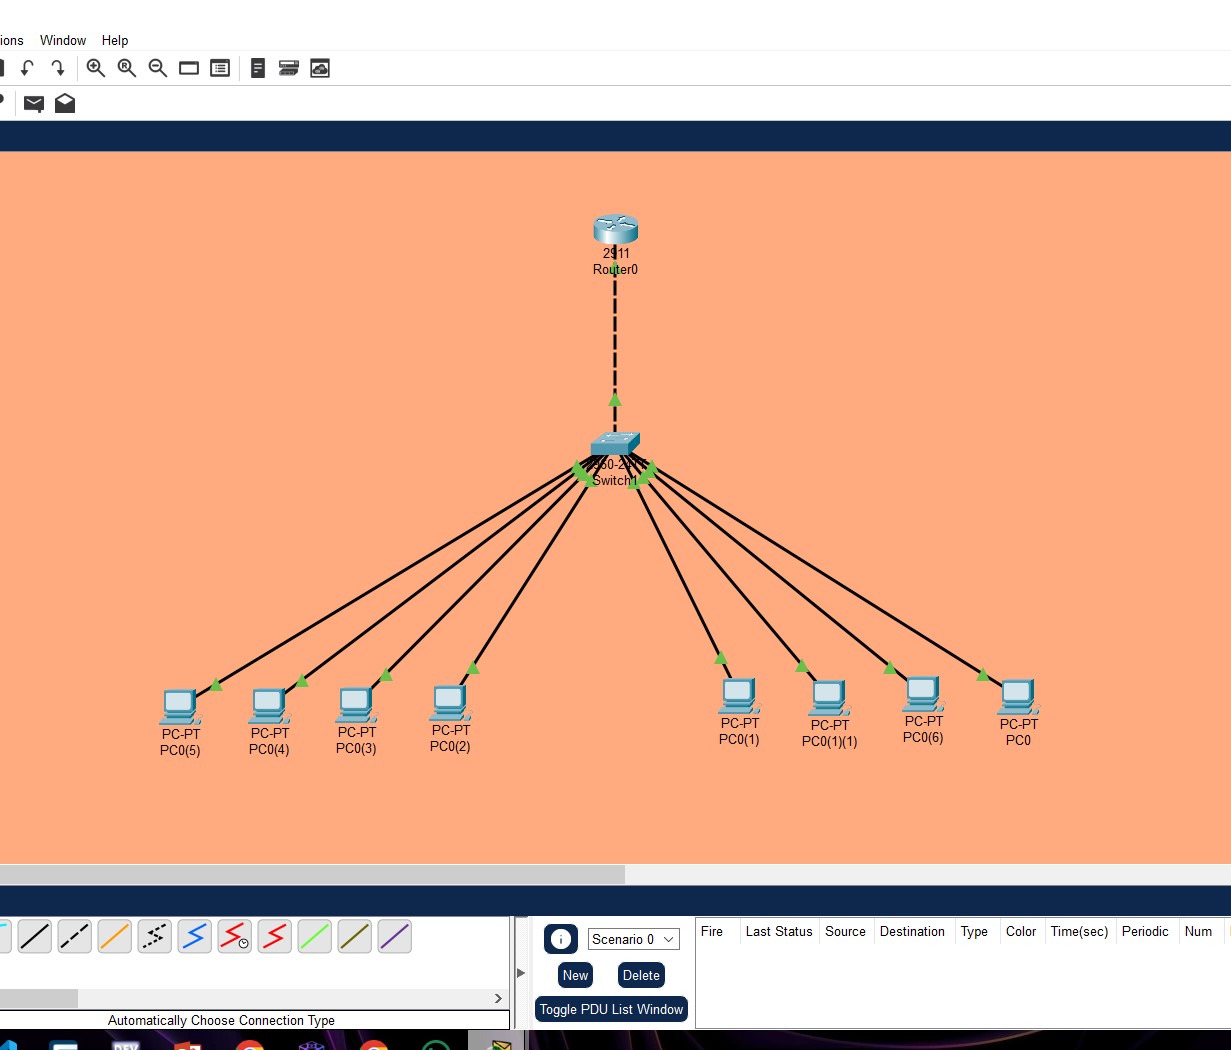 ions Window Help
2911
Router0
Switch1
PC-PT
PC0(5)
PC-PT
PC0(4)
PC-PT
PC0(3)
PC-PT
PC0(2)
PC-PT
PC0(1)
PC-PT
PC0(1)(1)
PC-PT
PC0(6)
PC-PT
PC0
Scenario 0
New Delete
Toggle PDU List Window
Fire Last Status Source Destination Type Color Time(sec) Periodic Num
Automatically Choose Connection Type